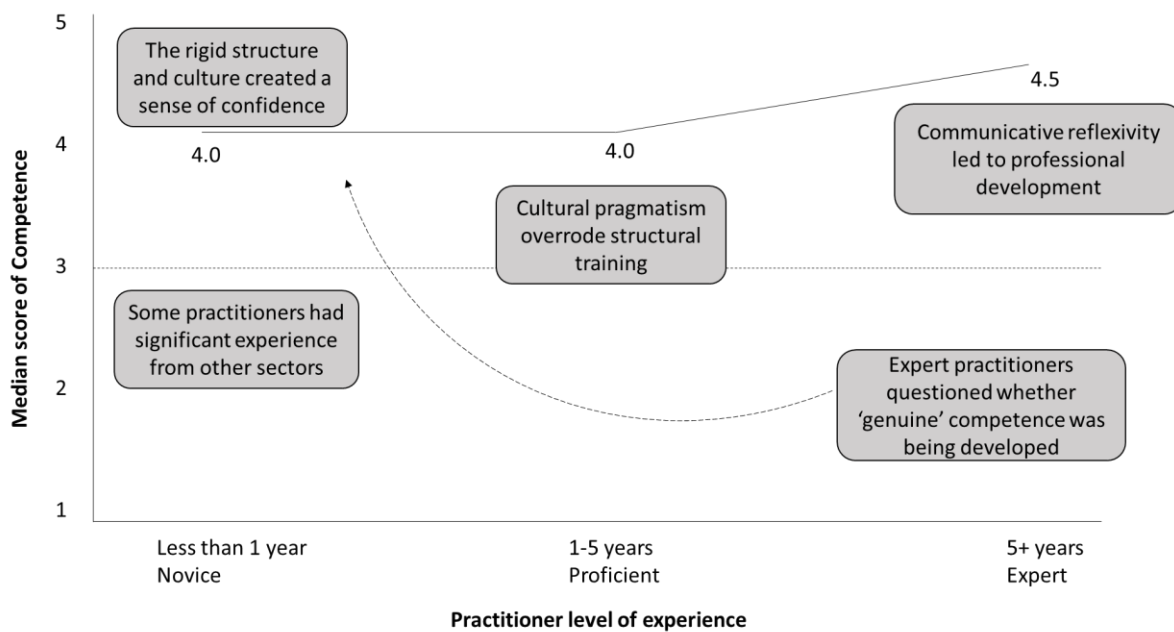 5
The rigid structure
and culture created a
sense of confidence
4.5
4
4.0
4.0
Communicative reflexivity
led to professional
development
Cultural pragmatism
overrode structural
training
3
Some practitioners had
significant experience
from other sectors
2
Expert practitioners
questioned whether
‘genuine’ competence was
being developed
1
Median score of Competence
Less than 1 year
Novice
1-5 years
Proficient
5+ years
Expert
Practitioner level of experience